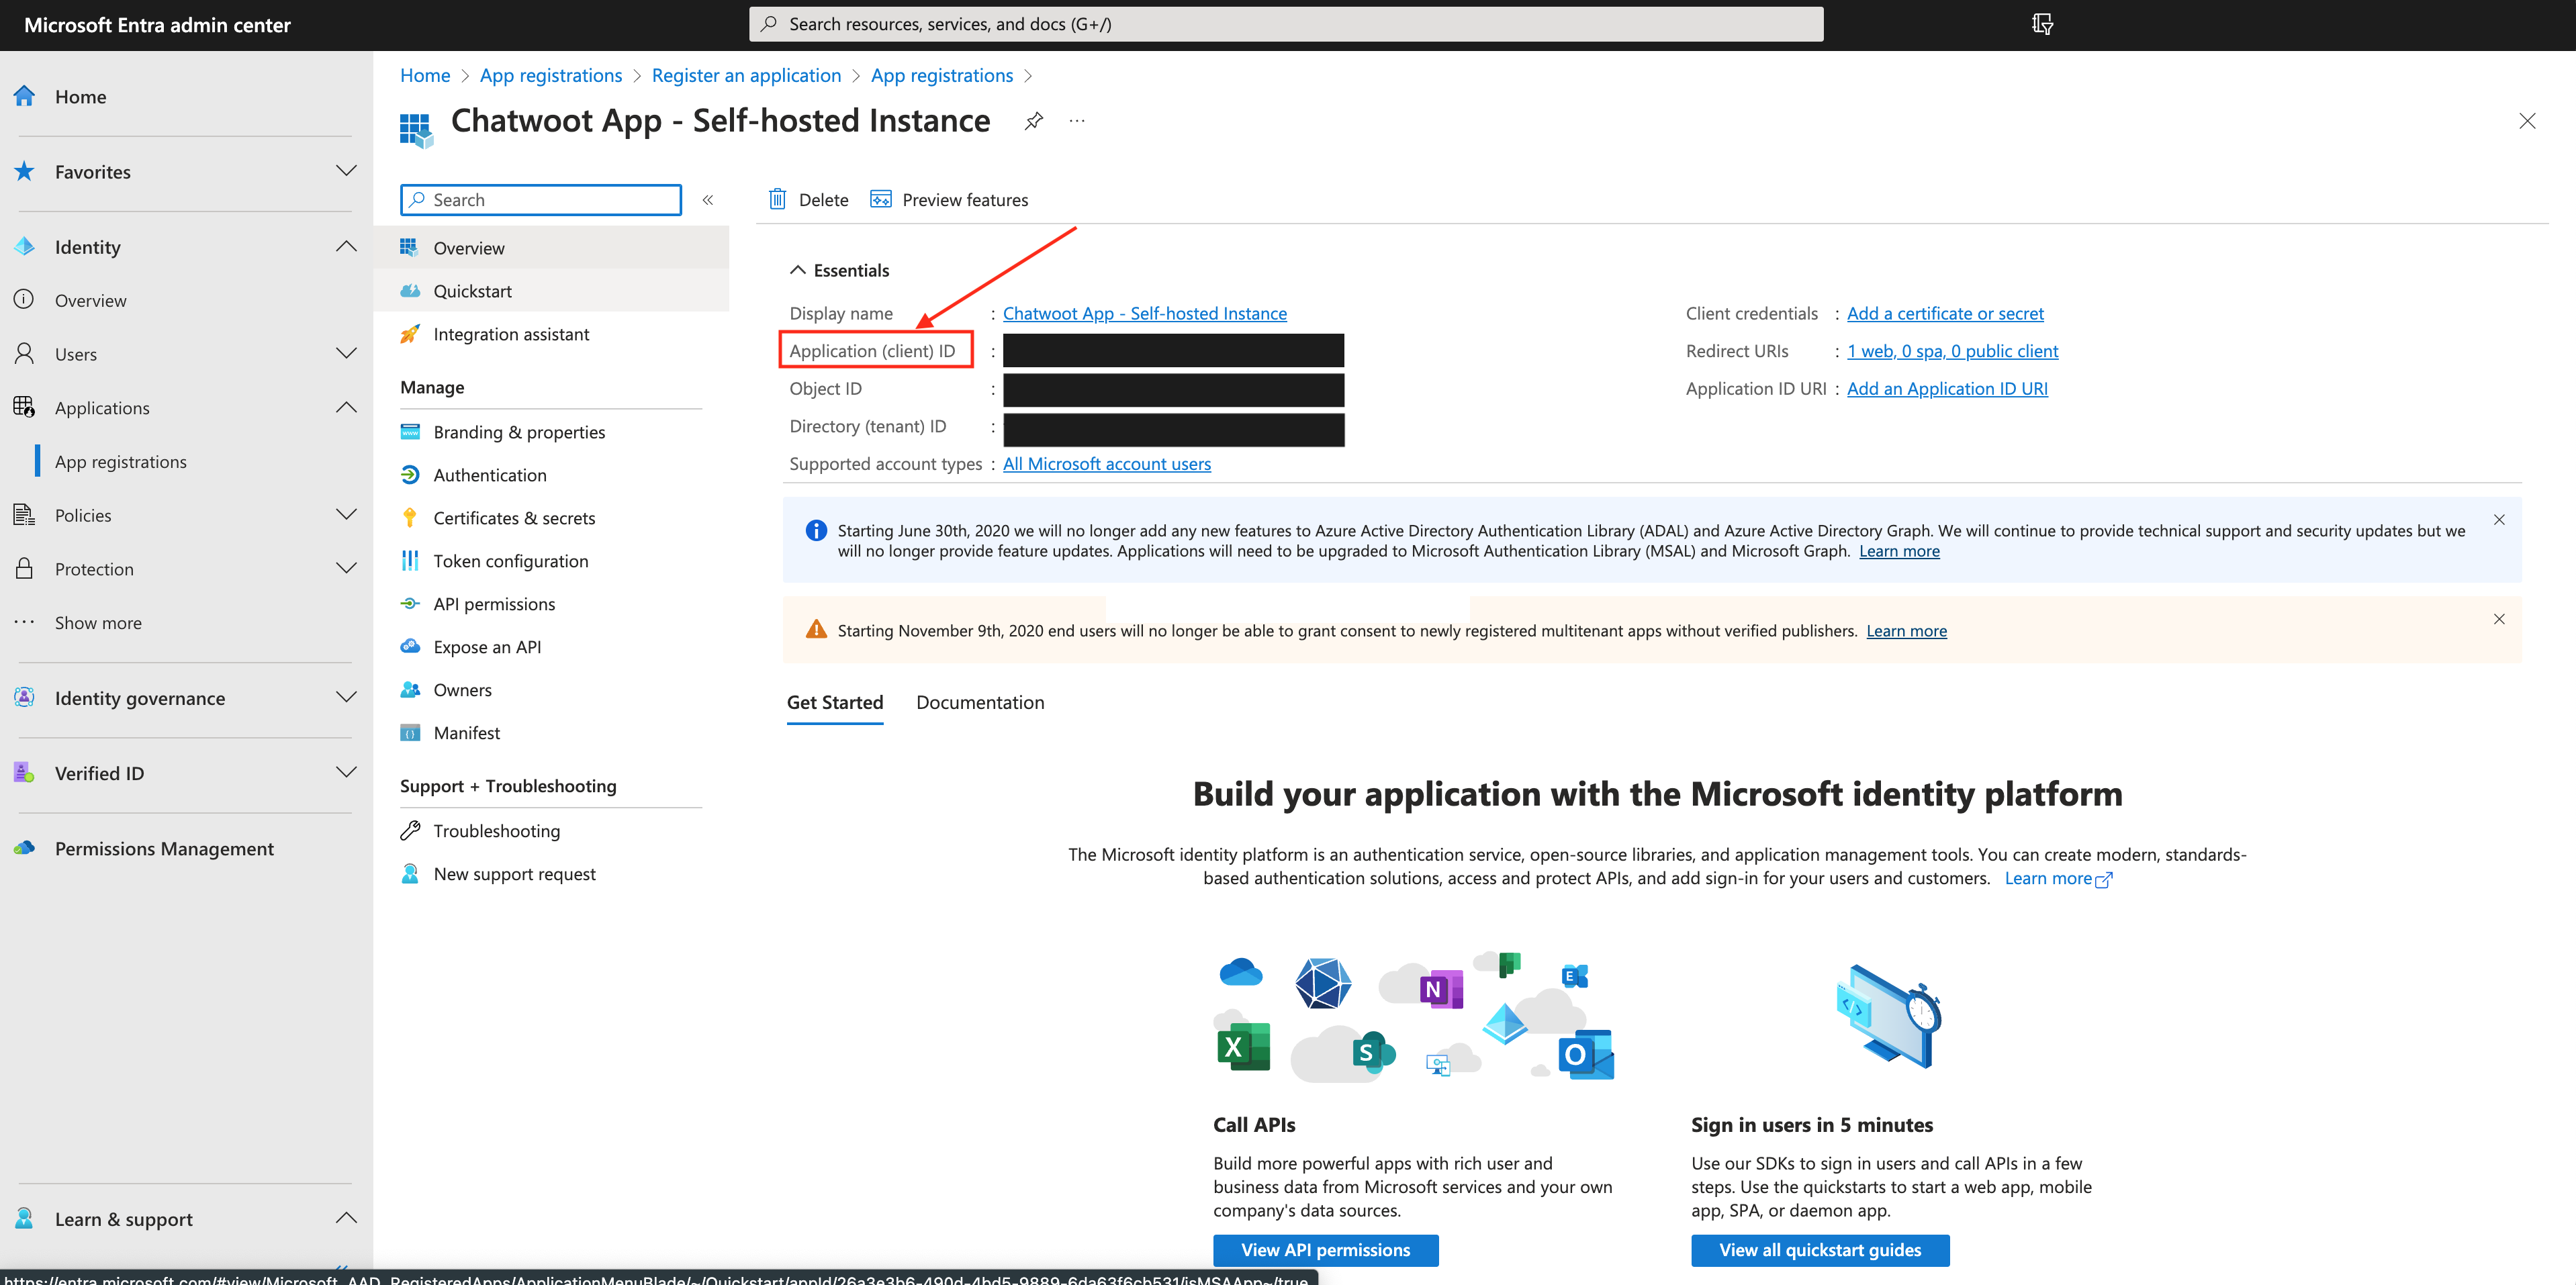 Microsoft Entra admin center
Search resources, services, and docs (G+/)
Home
Favorites
Identity
Overview
Users
Applications
App registrations
Policies
Protection
Show more
Identity governance
Verified ID
Permissions Management
Learn & support
Home > App registrations > Register an application > App registrations >
Chatwoot App - Self-hosted Instance
Search
Overview
Quickstart
Integration assistant
Manage
Branding & properties
Authentication
Certificates & secrets
Token configuration
API permissions
Expose an API
Owners
Manifest
Support + Troubleshooting
Troubleshooting
New support request
Delete
Preview features
Essentials
Display name : Chatwoot App - Self-hosted Instance
Application (client) ID :
Object ID :
Directory (tenant) ID :
Supported account types : All Microsoft account users
Client credentials : Add a certificate or secret
Redirect URIs : 1 web, 0 spa, 0 public client
Application ID URI : Add an Application ID URI
Starting June 30th, 2020 we will no longer add any new features to Azure Active Directory Authentication Library (ADAL) and Azure Active Directory Graph. We will continue to provide technical support and security updates but we
will no longer provide feature updates. Applications will need to be upgraded to Microsoft Authentication Library (MSAL) and Microsoft Graph. Learn more
Starting November 9th, 2020 end users will no longer be able to grant consent to newly registered multitenant apps without verified publishers. Learn more
Get Started
Documentation
Build your application with the Microsoft identity platform
The Microsoft identity platform is an authentication service, open-source libraries, and application management tools. You can create modern, standards-
based authentication solutions, access and protect APIs, and add sign-in for your users and customers. Learn more
N
E
X
S
O
Call APIs
Build more powerful apps with rich user and
business data from Microsoft services and your own
company's data sources.
View API permissions
Sign in users in 5 minutes
Use our SDKs to sign in users and call APIs in a few
steps. Use the quickstarts to start a web app, mobile
app, SPA, or daemon app.
View all quickstart guides
https://entra.microsoft.com/#view/Microsoft_AAD_RegisteredApps/ApplicationMenuBlade/~/Quickstart/appId/26a3e3b6-490d-4bd5-9889-6da63f6cb531/isMSAApp~/true